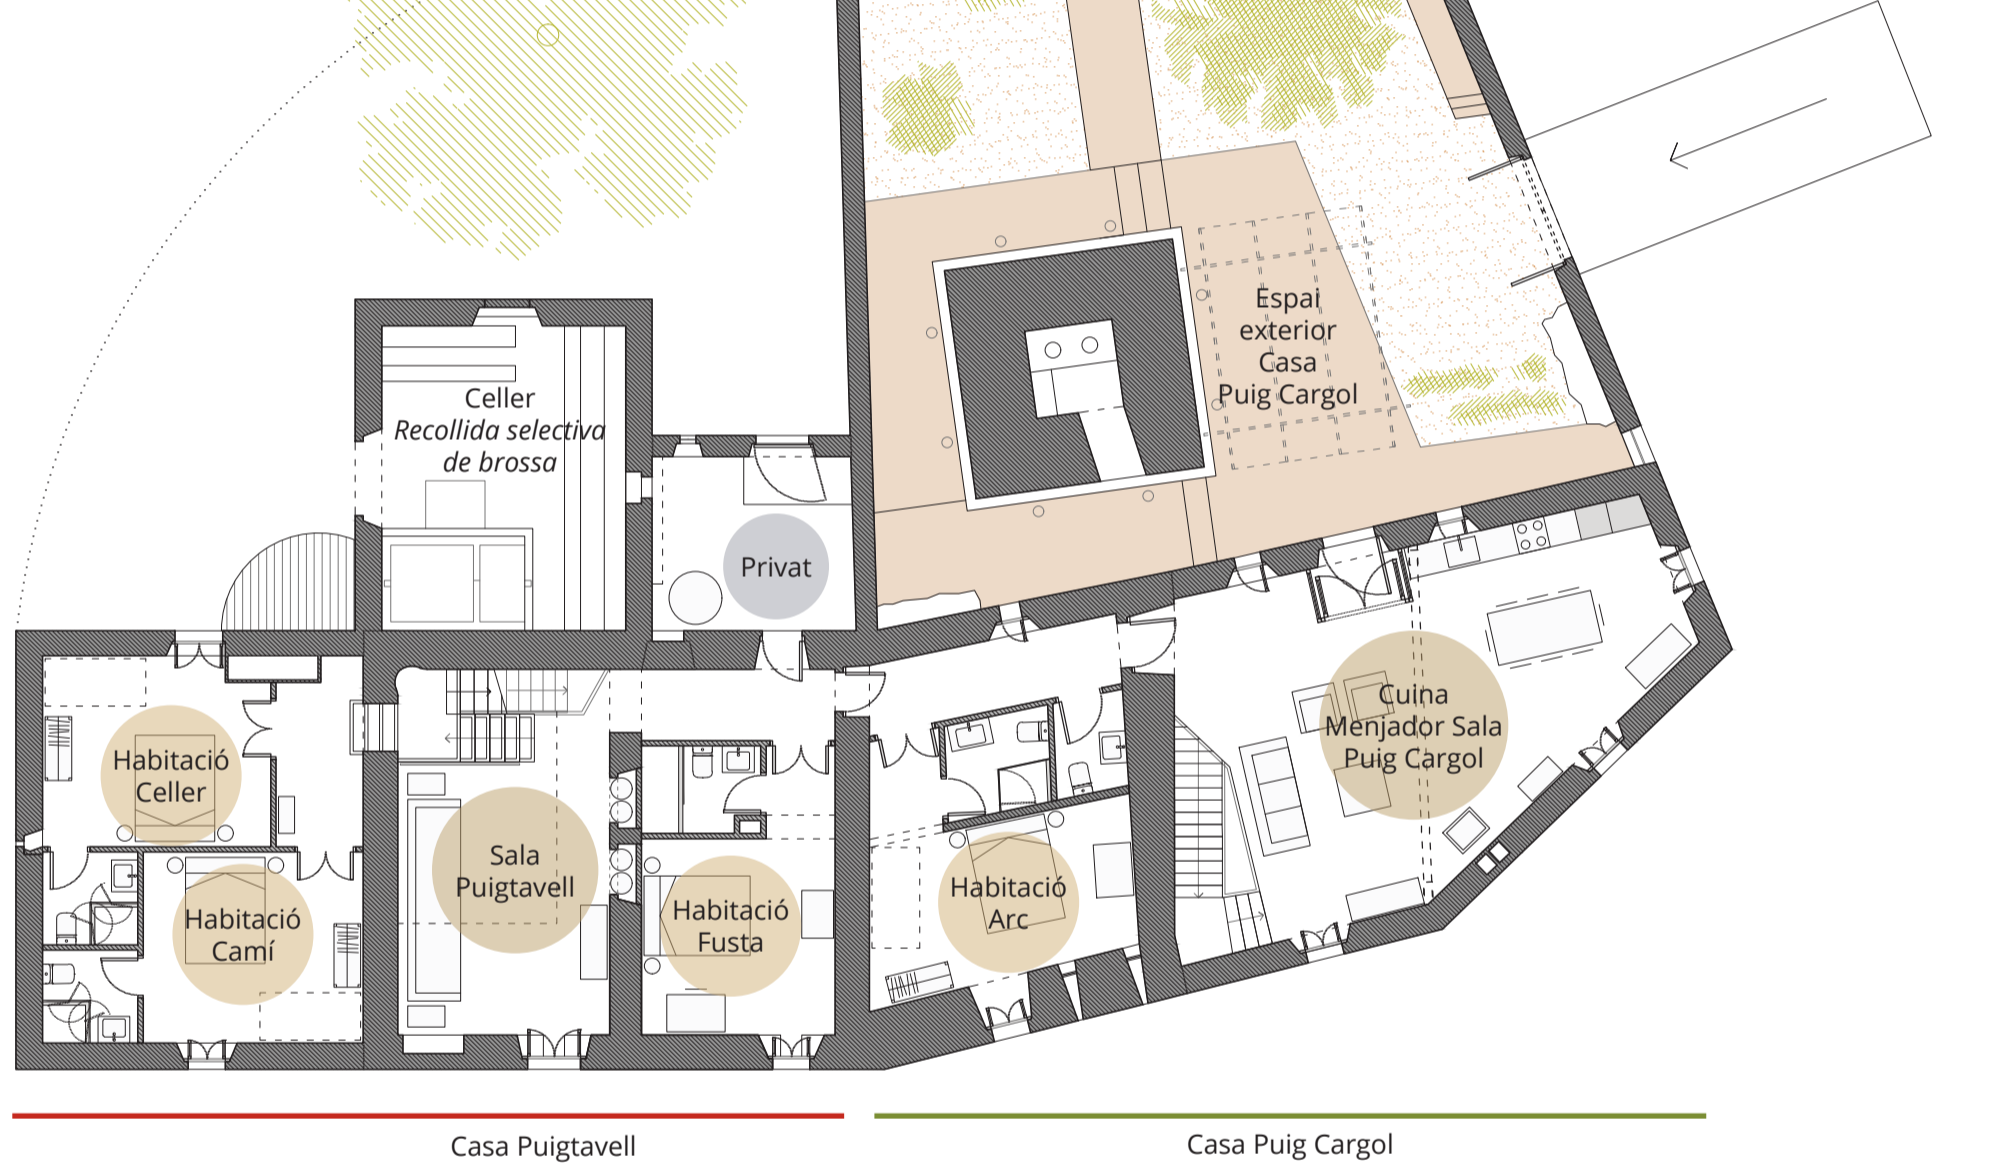 Celler
Recollida selectiva
de brossa
Privat
Espai
exterior
Casa
Puig Cargol
Habitació
Celler
Habitació
Camí
Sala
Puigtavell
Habitació
Fusta
Habitació
Arc
Cuina
Menjador Sala
Puig Cargol
Casa Puigtavell
Casa Puig Cargol